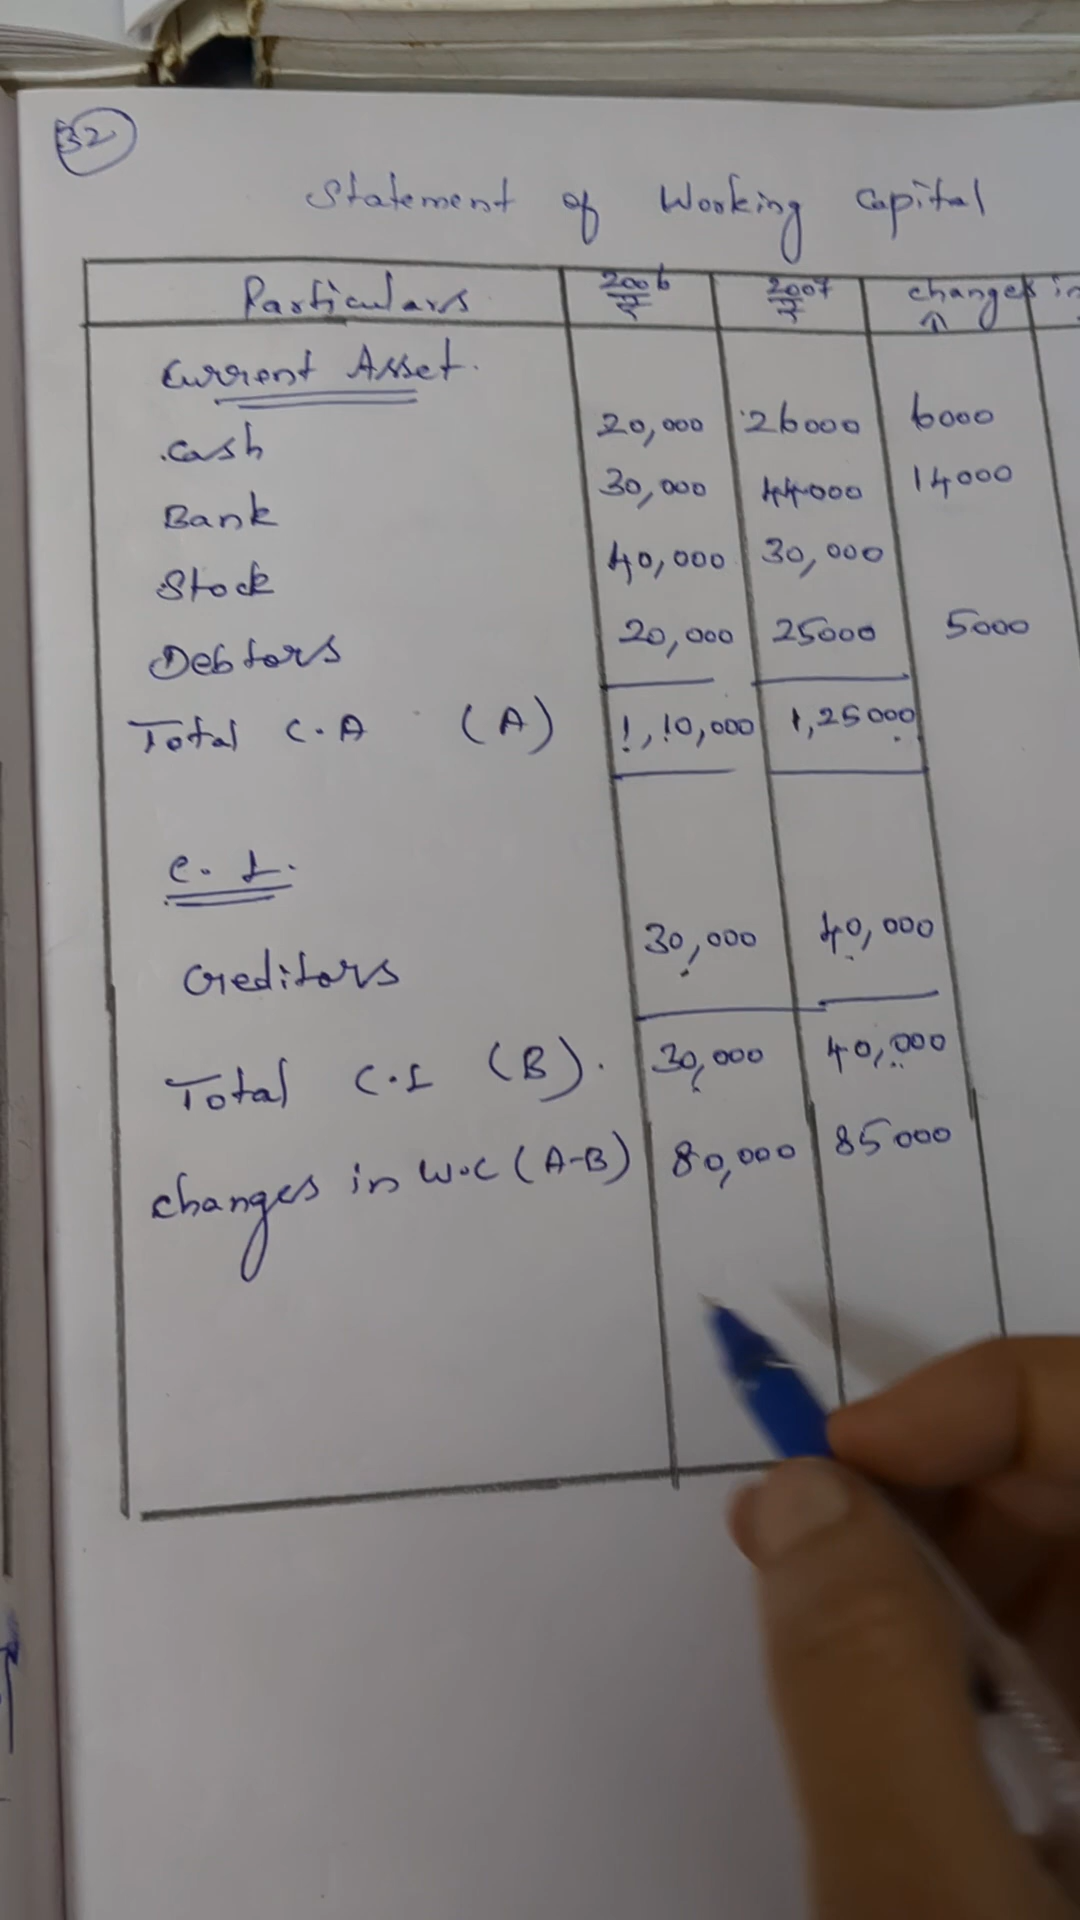 32
Statement of Working Capital
Particulars 2006 ₹ 2007 ₹ changes in ↑
Current Asset.
Cash 20,000 26000 6000
Bank 30,000 44000 14000
Stock 40,000 30,000
Debtors 20,000 25000 5000
Total C.A (A) 1,10,000 1,25000
C.L.
Creditors 30,000 40,000
Total C.L (B). 30,000 40,000
Changes in W.C (A-B) 80,000 85000